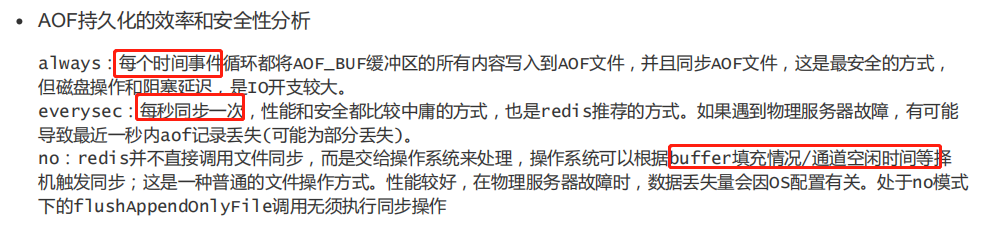 • AOF持久化的效率和安全性分析
always：每个时间事件循环都将AOF_BUF缓冲区的所有内容写入到AOF文件，并且同步AOF文件，这是最安全的方式，
但磁盘操作和阻塞延迟，是IO开支较大。
everysec：每秒同步一次，性能和安全都比较中庸的方式，也是redis推荐的方式。如果遇到物理服务器故障，有可能
导致最近一秒内aof记录丢失(可能为部分丢失)。
no：redis并不直接调用文件同步，而是交给操作系统来处理，操作系统可以根据buffer填充情况/通道空闲时间等择
机触发同步；这是一种普通的文件操作方式。性能较好，在物理服务器故障时，数据丢失量会因OS配置有关。处于no模式
下的flushAppendOnlyFile调用无须执行同步操作